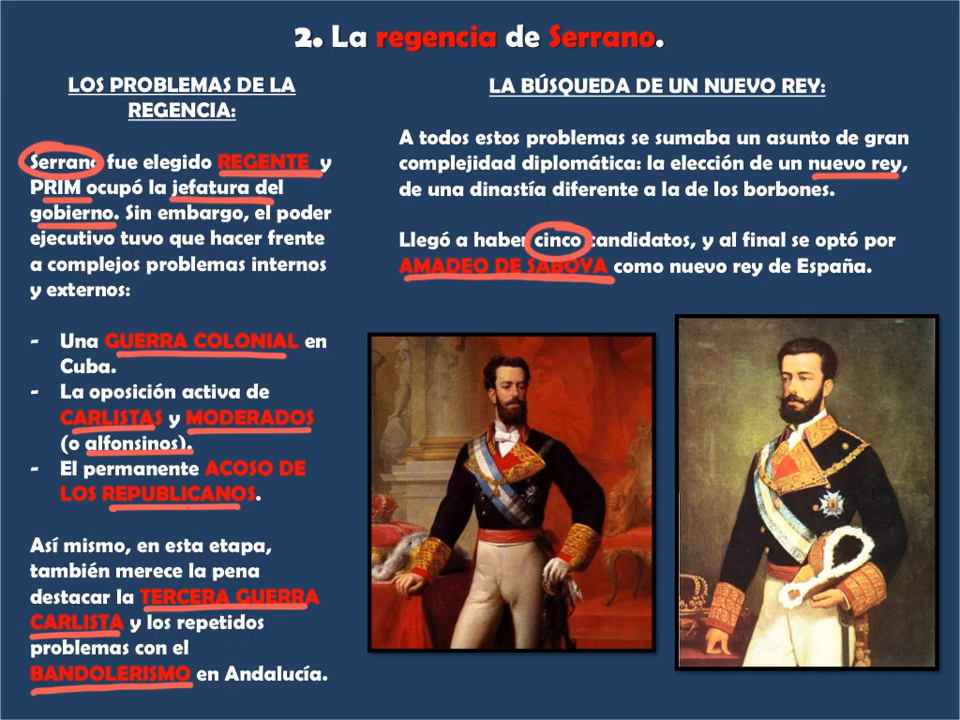 2. La regencia de Serrano.
LOS PROBLEMAS DE LA
REGENCIA:
Serrano fue elegido REGENTE y
PRIM ocupó la jefatura del
gobierno. Sin embargo, el poder
ejecutivo tuvo que hacer frente
a complejos problemas internos
y externos:
- Una GUERRA COLONIAL en
Cuba.
- La oposición activa de
CARLISTAS y MODERADOS
(o alfonsinos).
- El permanente ACOSO DE
LOS REPUBLICANOS.
Así mismo, en esta etapa,
también merece la pena
destacar la TERCERA GUERRA
CARLISTA y los repetidos
problemas con el
BANDOLERISMO en Andalucía.
LA BÚSQUEDA DE UN NUEVO REY:
A todos estos problemas se sumaba un asunto de gran
complejidad diplomática: la elección de un nuevo rey,
de una dinastía diferente a la de los borbones.
Llegó a haber cinco candidatos, y al final se optó por
AMADEO DE SABOYA como nuevo rey de España.